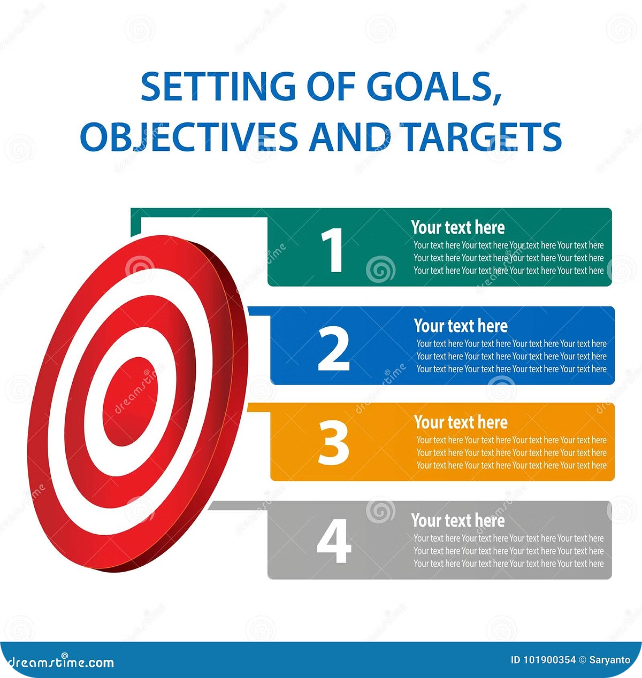 SETTING OF GOALS,
OBJECTIVES AND TARGETS
1
Your text here
Your text here Your text here Your text here Your text here
Your text here Your text here Your text here Your text here
Your text here Your text here Your text here Your text here
2
Your text here
Your text here Your text here Your text here Your text here
Your text here Your text here Your text here Your text here
Your text here Your text here Your text here Your text here
3
Your text here
Your text here Your text here Your text here Your text here
Your text here Your text here Your text here Your text here
Your text here Your text here Your text here Your text here
4
Your text here
Your text here Your text here Your text here Your text here
Your text here Your text here Your text here Your text here
Your text here Your text here Your text here Your text here
dreamstime.com
ID 101900354 © Saryanto